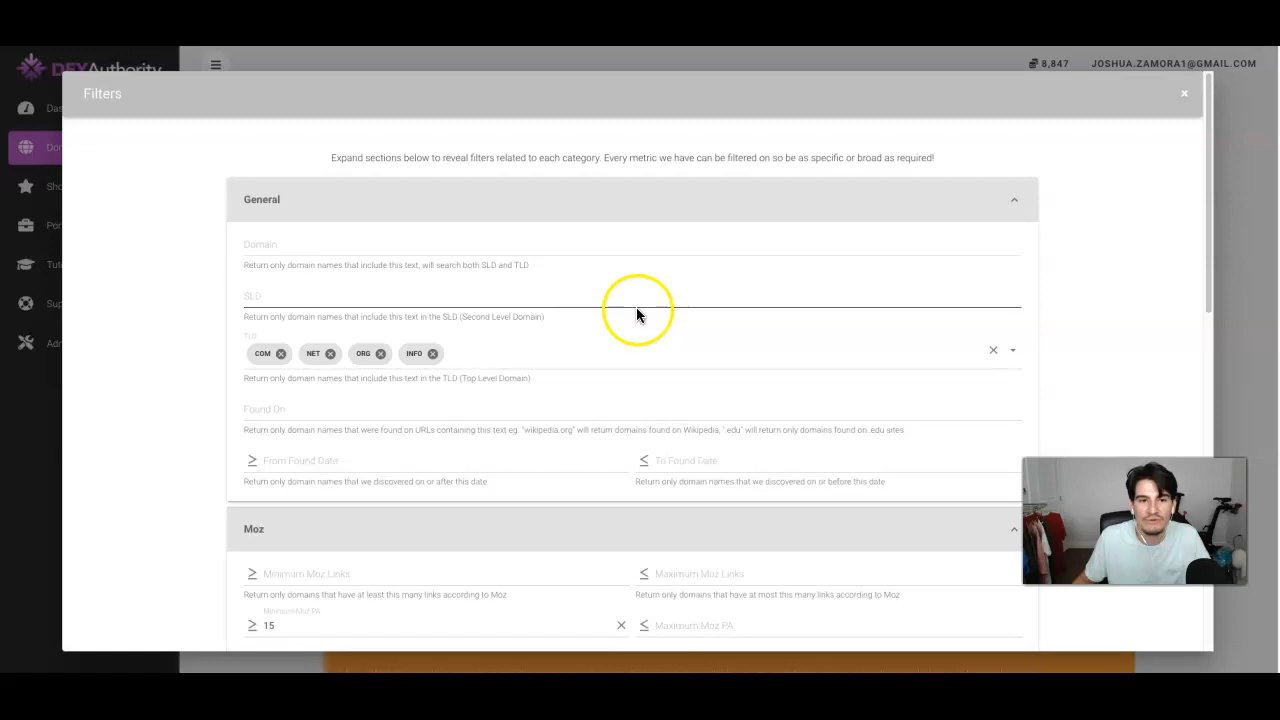 DFYAuthority
8,847
JOSHUA.ZAMORA1@GMAIL.COM
Filters
Das
Dom
Sho
Por
Tuto
Sup
Adm
Expand sections below to reveal filters related to each category. Every metric we have can be filtered on so be as specific or broad as required!
General
Domain
Return only domain names that include this text, will search both SLD and TLD
SLD
Return only domain names that include this text in the SLD (Second Level Domain)
TLD
COM
NET
ORG
INFO
Return only domain names that include this text in the TLD (Top Level Domain)
Found On
Return only domain names that were found on URLs containing this text eg. "wikipedia.org" will return domains found on Wikipedia, ".edu" will return only domains found on .edu sites
≥ From Found Date
≤ To Found Date
Return only domain names that we discovered on or after this date
Return only domain names that we discovered on or before this date
Moz
≥ Minimum Moz Links
≤ Maximum Moz Links
Return only domains that have at least this many links according to Moz
Return only domains that have at most this many links according to Moz
Minimum Moz PA
≥ 15
≤ Maximum Moz PA